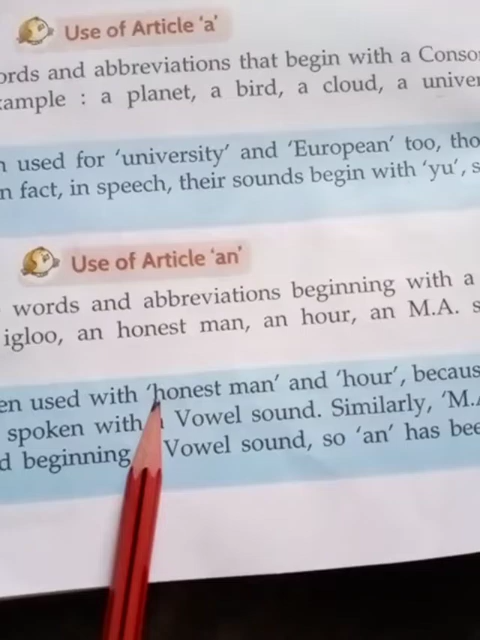 Use of Article 'a'
ords and abbreviations that begin with a Conso
xample : a planet, a bird, a cloud, a univer
n used for 'university' and 'European' too, tho
n fact, in speech, their sounds begin with 'yu', s
Use of Article 'an'
words and abbreviations beginning with a
igloo, an honest man, an hour, an M.A. s
en used with 'honest man' and 'hour', becaus
spoken with Vowel sound. Similarly, 'M.A
d beginning Vowel sound, so 'an' has bee